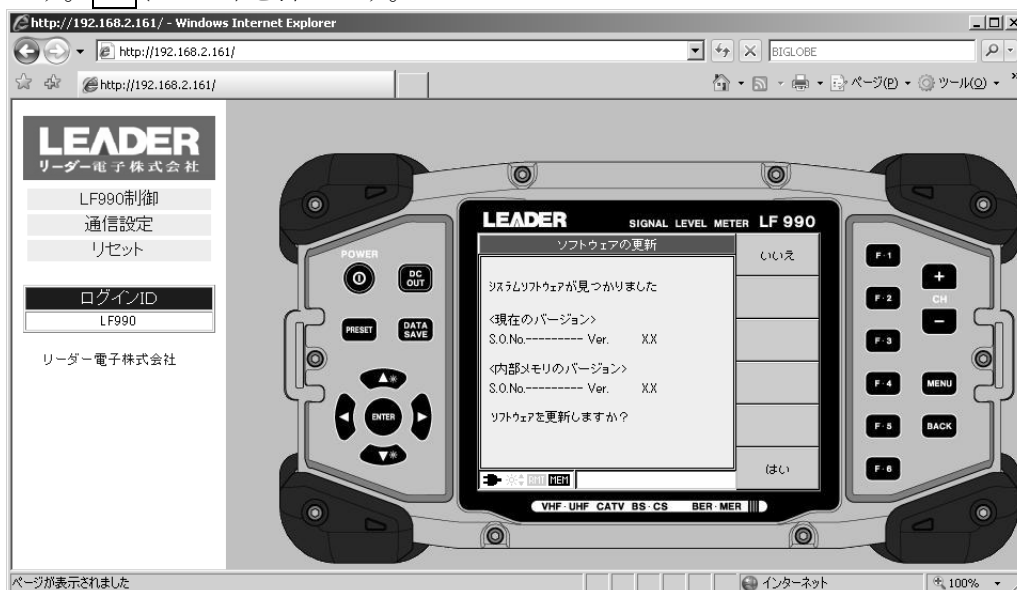 http://192.168.2.161/ - Windows Internet Explorer
http://192.168.2.161/
BIGLOBE
http://192.168.2.161/
ページ(P)
ツール(O)
LEADER
リーダー電子株式会社
LF990制御
通信設定
リセット
ログインID
LF990
リーダー電子株式会社
LEADER SIGNAL LEVEL METER LF 990
ソフトウェアの更新
いいえ
システムソフトウェアが見つかりました
<現在のバージョン>
S.O.No.--------- Ver. X.X
<内部メモリのバージョン>
S.O.No.--------- Ver. X.X
ソフトウェアを更新しますか?
はい
RMT MEM
VHF·UHF CATV BS·CS BER·MER
POWER
DC OUT
PRESET
DATA SAVE
ENTER
F·1
F·2
F·3
F·4
F·5
F·6
+
CH
−
MENU
BACK
ページが表示されました
インターネット
100%